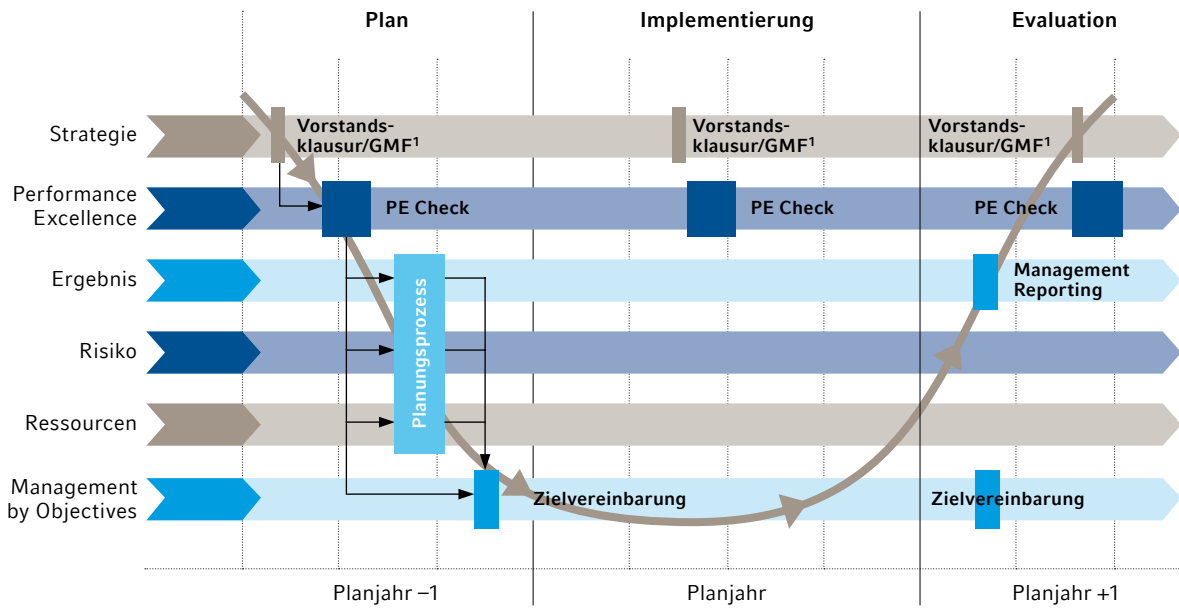 Plan
Implementierung
Evaluation
Strategie
Vorstands-
klausur/GMF¹
Vorstands-
klausur/GMF¹
Vorstands-
klausur/GMF¹
Performance
Excellence
PE Check
PE Check
PE Check
Ergebnis
Planungsprozess
Management
Reporting
Risiko
Ressourcen
Management
by Objectives
Zielvereinbarung
Zielvereinbarung
Planjahr –1
Planjahr
Planjahr +1